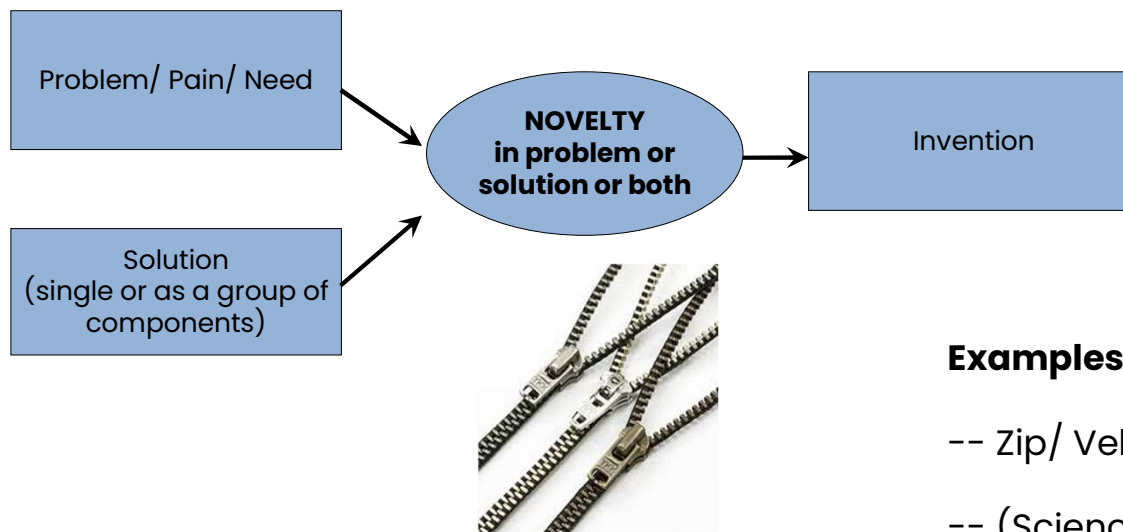 Problem/ Pain/ Need
NOVELTY
in problem or
solution or both
Invention
Solution
(single or as a group of
components)
Examples
-- Zip/
-- (Scienc